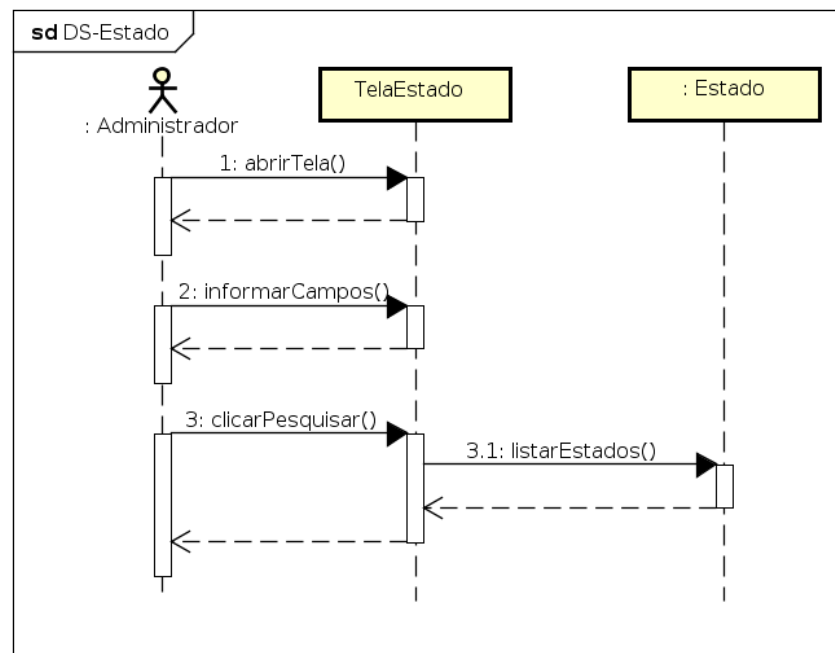 sd DS-Estado
TelaEstado
: Estado
: Administrador
1: abrirTela()
2: informarCampos()
3: clicarPesquisar()
3.1: listarEstados()